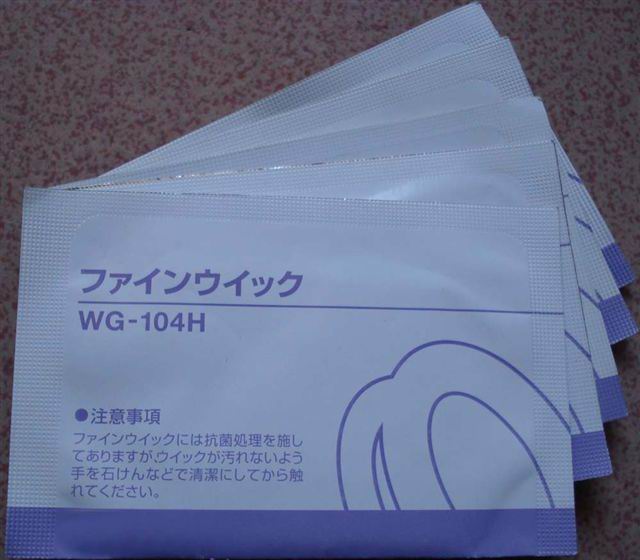 ファインウイック
WG-104H
●注意事項
ファインウイックには抗菌処理を施し
てありますが、ウイックが汚れないよう
手を石けんなどで清潔にしてから触
れてください。